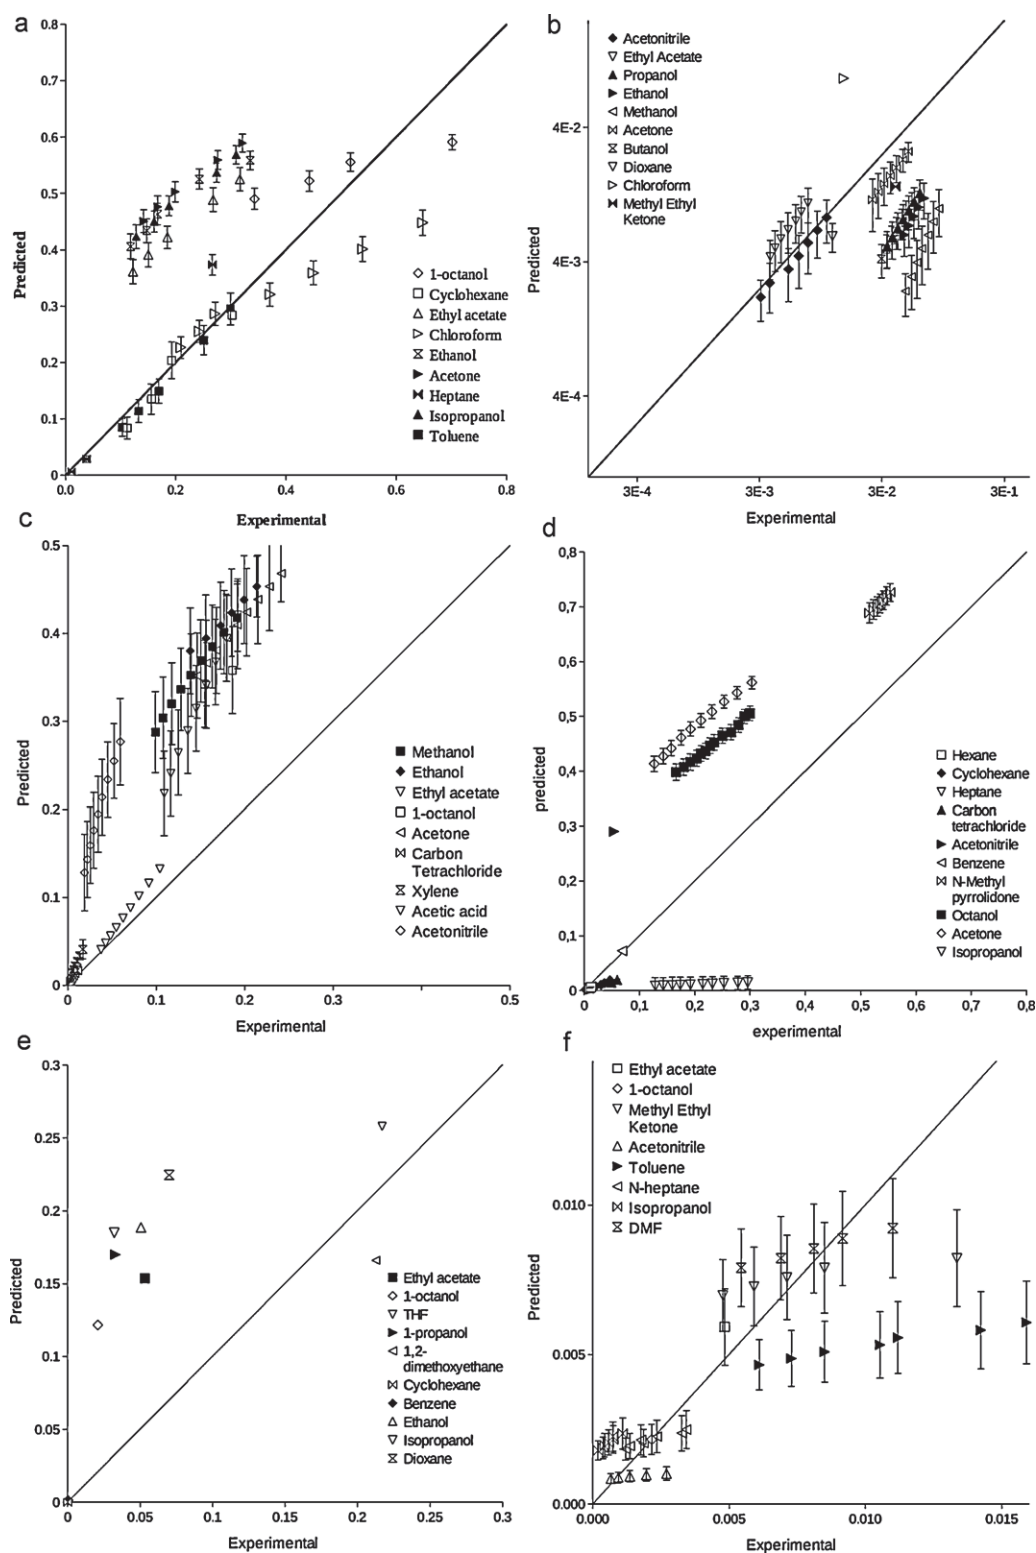 a
0.8
0.7
0.6
0.5
0.4
0.3
0.2
0.1
0
Predicted
0.0
0.2
0.4
0.6
0.8
Experimental
1-octanol
Cyclohexane
Ethyl acetate
Chloroform
Ethanol
Acetone
Heptane
Isopropanol
Toluene
b
Acetonitrile
Ethyl Acetate
Propanol
Ethanol
Methanol
Acetone
Butanol
Dioxane
Chloroform
Methyl Ethyl
Ketone
4E-2
4E-3
4E-4
Predicted
3E-4
3E-3
3E-2
3E-1
Experimental
c
0.5
0.4
0.3
0.2
0.1
0
Predicted
0
0.1
0.2
0.3
0.5
Experimental
Methanol
Ethanol
Ethyl acetate
1-octanol
Acetone
Carbon
Tetrachloride
Xylene
Acetic acid
Acetonitrile
d
0,8
0,7
0,6
0,5
0,4
0,3
0,2
0,1
0
predicted
0
0,1
0,2
0,3
0,4
0,5
0,6
0,7
0,8
experimental
Hexane
Cyclohexane
Heptane
Carbon
tetrachloride
Acetonitrile
Benzene
N-Methyl
pyrrolidone
Octanol
Acetone
Isopropanol
e
0.3
0.25
0.2
0.15
0.1
0.05
0
Predicted
0
0.05
0.1
0.15
0.2
0.25
0.3
Experimental
Ethyl acetate
1-octanol
THF
1-propanol
1,2-
dimethoxyethane
Cyclohexane
Benzene
Ethanol
Isopropanol
Dioxane
f
Ethyl acetate
1-octanol
Methyl Ethyl
Ketone
Acetonitrile
Toluene
N-heptane
Isopropanol
DMF
0.010
0.005
0.000
Predicted
0.000
0.005
0.010
0.015
Experimental